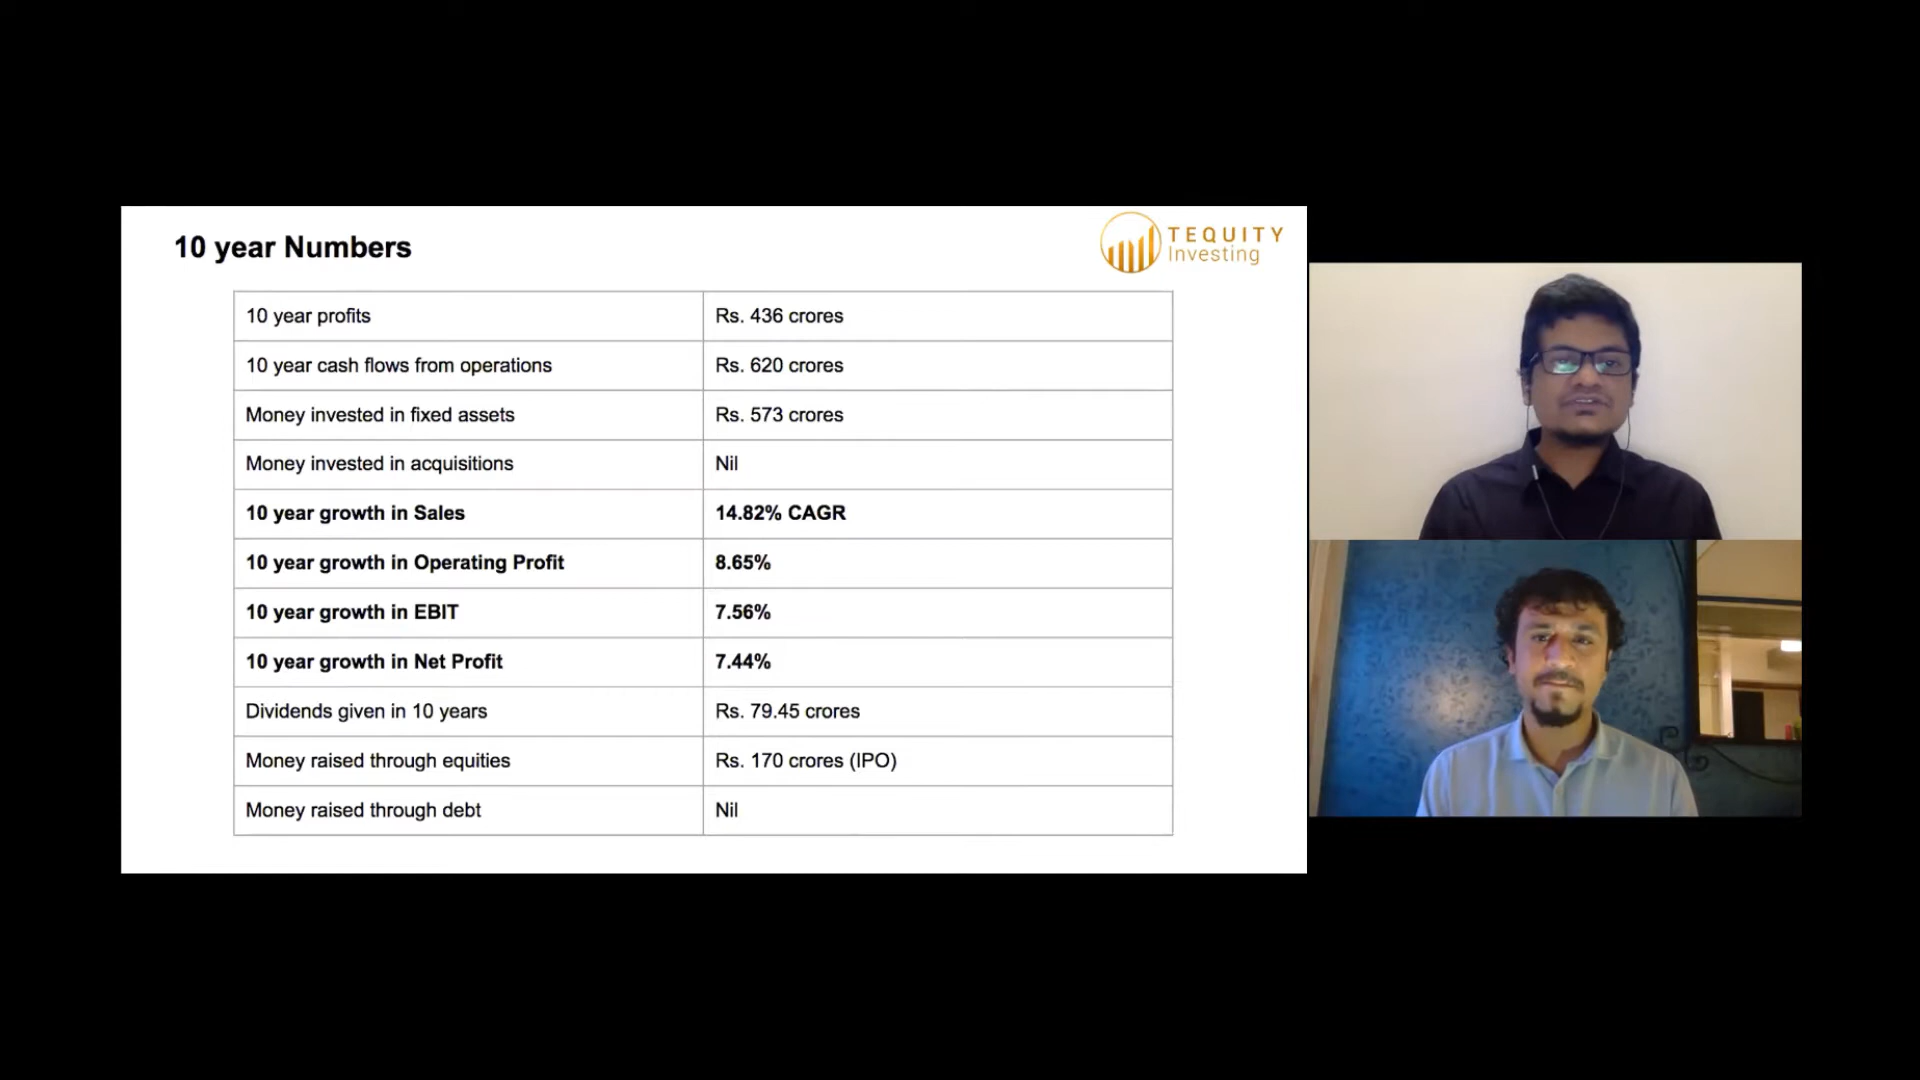 10 year Numbers
TEQUITY
Investing
10 year profits Rs. 436 crores
10 year cash flows from operations Rs. 620 crores
Money invested in fixed assets Rs. 573 crores
Money invested in acquisitions Nil
10 year growth in Sales 14.82% CAGR
10 year growth in Operating Profit 8.65%
10 year growth in EBIT 7.56%
10 year growth in Net Profit 7.44%
Dividends given in 10 years Rs. 79.45 crores
Money raised through equities Rs. 170 crores (IPO)
Money raised through debt Nil